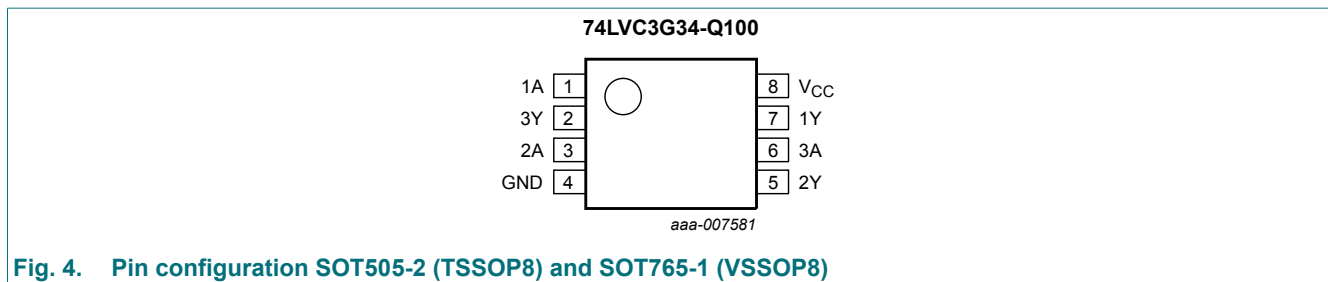 74LVC3G34-Q100
1A 1 8 VCC
3Y 2 7 1Y
2A 3 6 3A
GND 4 5 2Y
aaa-007581
Fig. 4. Pin configuration SOT505-2 (TSSOP8) and SOT765-1 (VSSOP8)